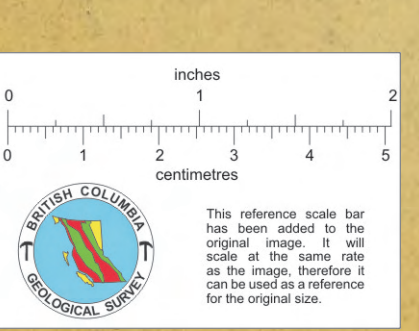 inches
0 1 2
0 1 2 3 4 5
centimetres
BRITISH COLUMBIA
GEOLOGICAL SURVEY
This reference scale bar
has been added to the
original image. It will
scale at the same rate
as the image, therefore it
can be used as a reference
for the original size.